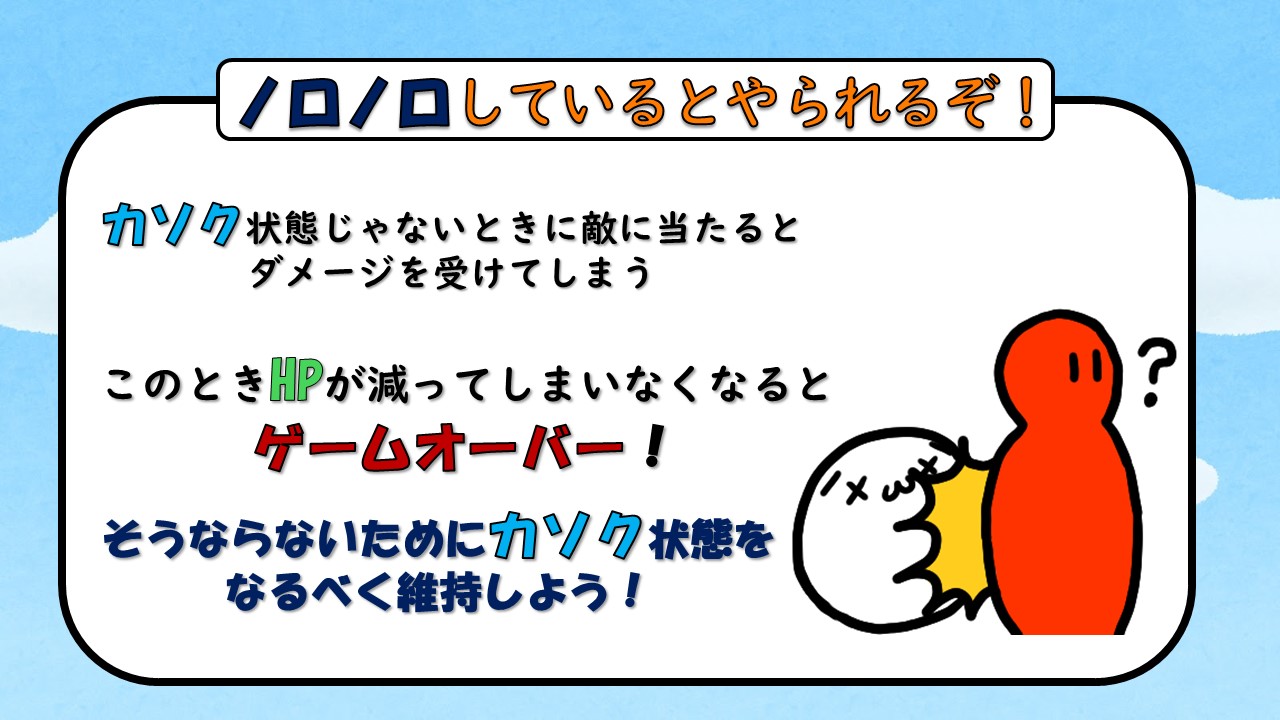 ノロノロしているとやられるぞ！
カソク状態じゃないときに敵に当たると
ダメージを受けてしまう
このときHPが減ってしまいなくなると
ゲームオーバー！
そうならないためにカソク状態を
なるべく維持しよう！
?